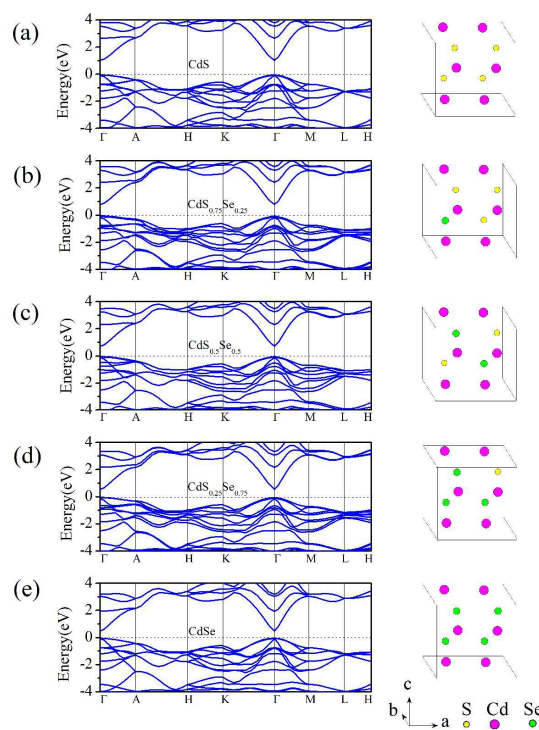 (a)
Energy(eV)
4
2
0
-2
-4
CdS
Γ A H K Γ M L H
(b)
Energy(eV)
4
2
0
-2
-4
CdS0.75Se0.25
Γ A H K Γ M L H
(c)
Energy(eV)
4
2
0
-2
-4
CdS0.5Se0.5
Γ A H K Γ M L H
(d)
Energy(eV)
4
2
0
-2
-4
CdS0.25Se0.75
Γ A H K Γ M L H
(e)
Energy(eV)
4
2
0
-2
-4
CdSe
Γ A H K Γ M L H
c
b
a
S Cd Se